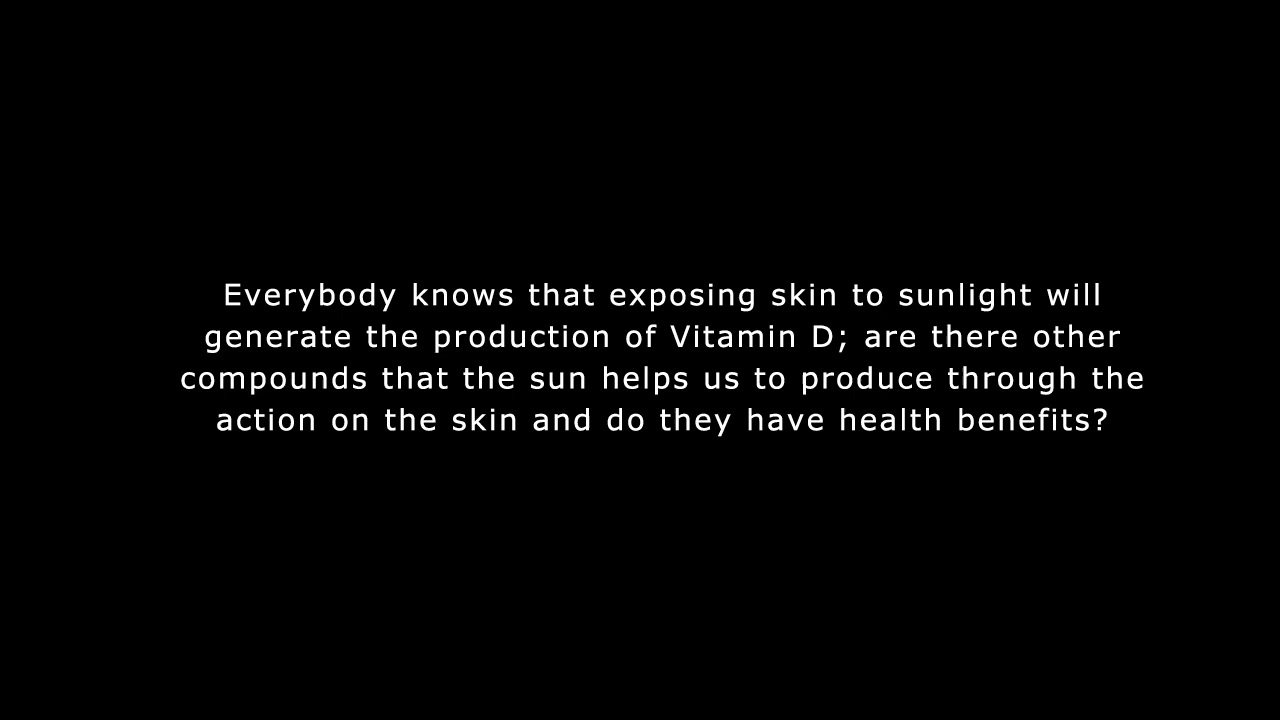 Everybody knows that exposing skin to sunlight will
generate the production of Vitamin D; are there other
compounds that the sun helps us to produce through the
action on the skin and do they have health benefits?